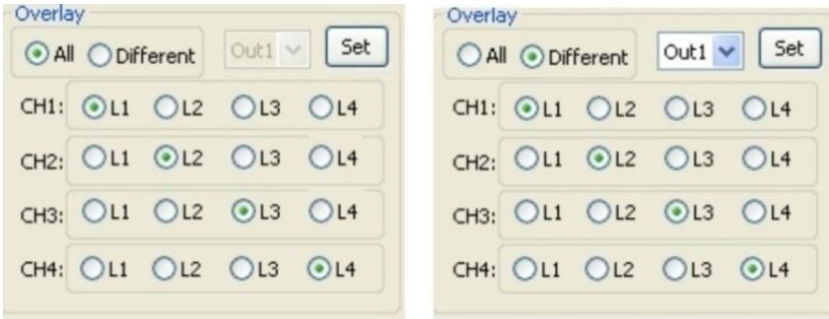 Overlay
All Different Out1 Set
CH1: L1 L2 L3 L4
CH2: L1 L2 L3 L4
CH3: L1 L2 L3 L4
CH4: L1 L2 L3 L4
Overlay
All Different Out1 Set
CH1: L1 L2 L3 L4
CH2: L1 L2 L3 L4
CH3: L1 L2 L3 L4
CH4: L1 L2 L3 L4